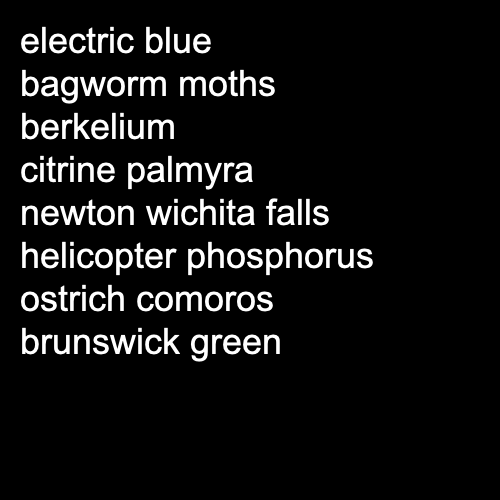 electric blue
bagworm moths
berkelium
citrine palmyra
newton wichita falls
helicopter phosphorus
ostrich comoros
brunswick green